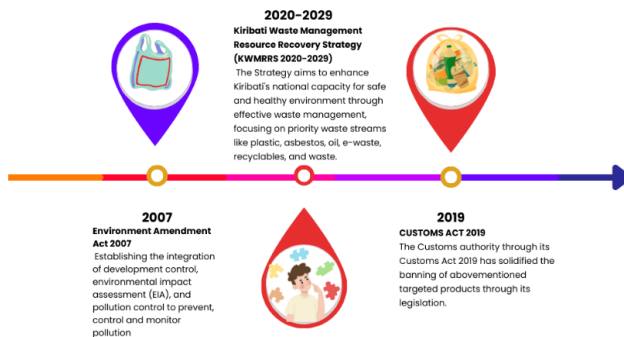 2020-2029
Kiribati Waste Management
Resource Recovery Strategy
(KWMRRS 2020-2029)
The Strategy aims to enhance
Kiribati's national capacity for safe
and healthy environment through
effective waste management,
focusing on priority waste streams
like plastic, asbestos, oil, e-waste,
recyclables, and waste.
2007
Environment Amendment
Act 2007
Establishing the integration
of development control,
environmental impact
assessment (EIA), and
pollution control to prevent,
control and monitor
pollution
2019
CUSTOMS ACT 2019
The Customs authority through its
Customs Act 2019 has solidified the
banning of abovementioned
targeted products through its
legislation.